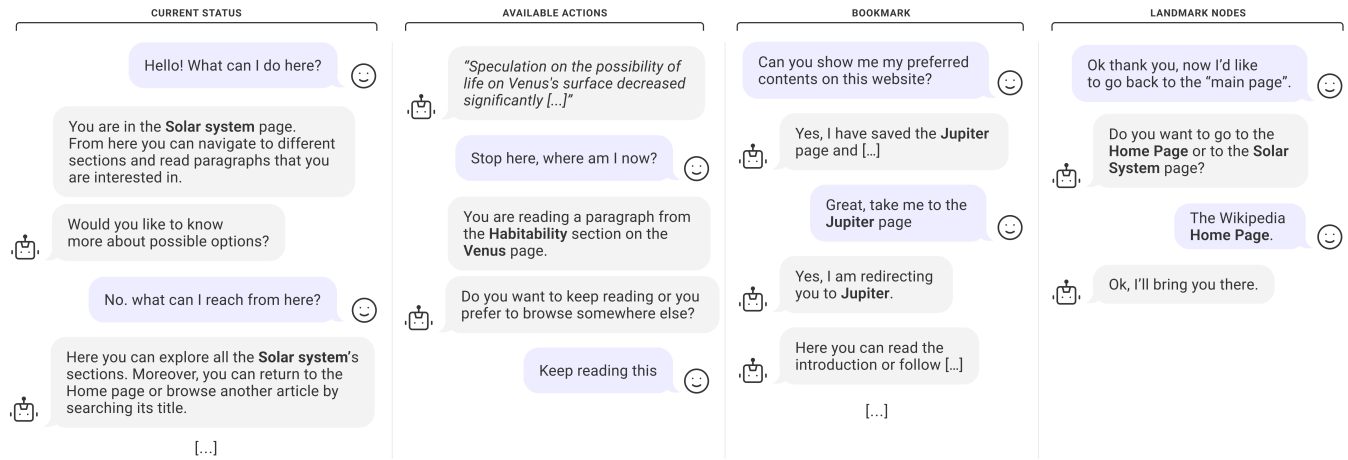 CURRENT STATUS
Hello! What can I do here?
You are in the Solar system page.
From here you can navigate to different
sections and read paragraphs that you
are interested in.
Would you like to know
more about possible options?
No. what can I reach from here?
Here you can explore all the Solar system's
sections. Moreover, you can return to the
Home page or browse another article by
searching its title.
[...]
AVAILABLE ACTIONS
“Speculation on the possibility of
life on Venus's surface decreased
significantly [...]”
Stop here, where am I now?
You are reading a paragraph from
the Habitability section on the
Venus page.
Do you want to keep reading or you
prefer to browse somewhere else?
Keep reading this
BOOKMARK
Can you show me my preferred
contents on this website?
Yes, I have saved the Jupiter
page and [...]
Great, take me to the
Jupiter page
Yes, I am redirecting
you to Jupiter.
Here you can read the
introduction or follow [...]
[...]
LANDMARK NODES
Ok thank you, now I’d like
to go back to the “main page”.
Do you want to go to the
Home Page or to the Solar
System page?
The Wikipedia
Home Page.
Ok, I’ll bring you there.